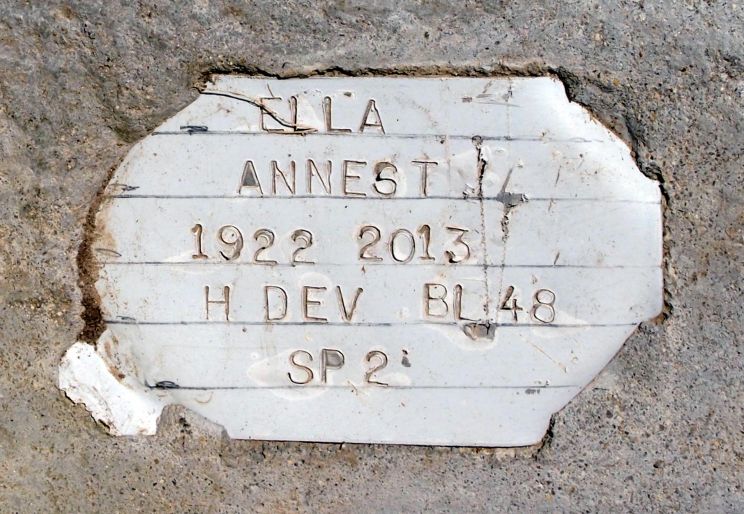 ELLA
ANNEST
1922 2013
H DEV BL 48
SP 2